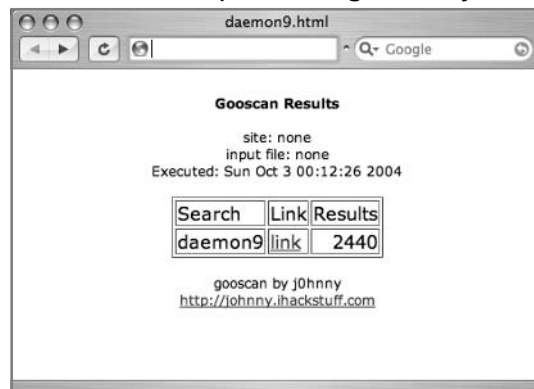 daemon9.html
Google
Gooscan Results
site: none
input file: none
Executed: Sun Oct 3 00:12:26 2004
Search Link Results
daemon9 link 2440
gooscan by j0hnny
http://johnny.ihackstuff.com